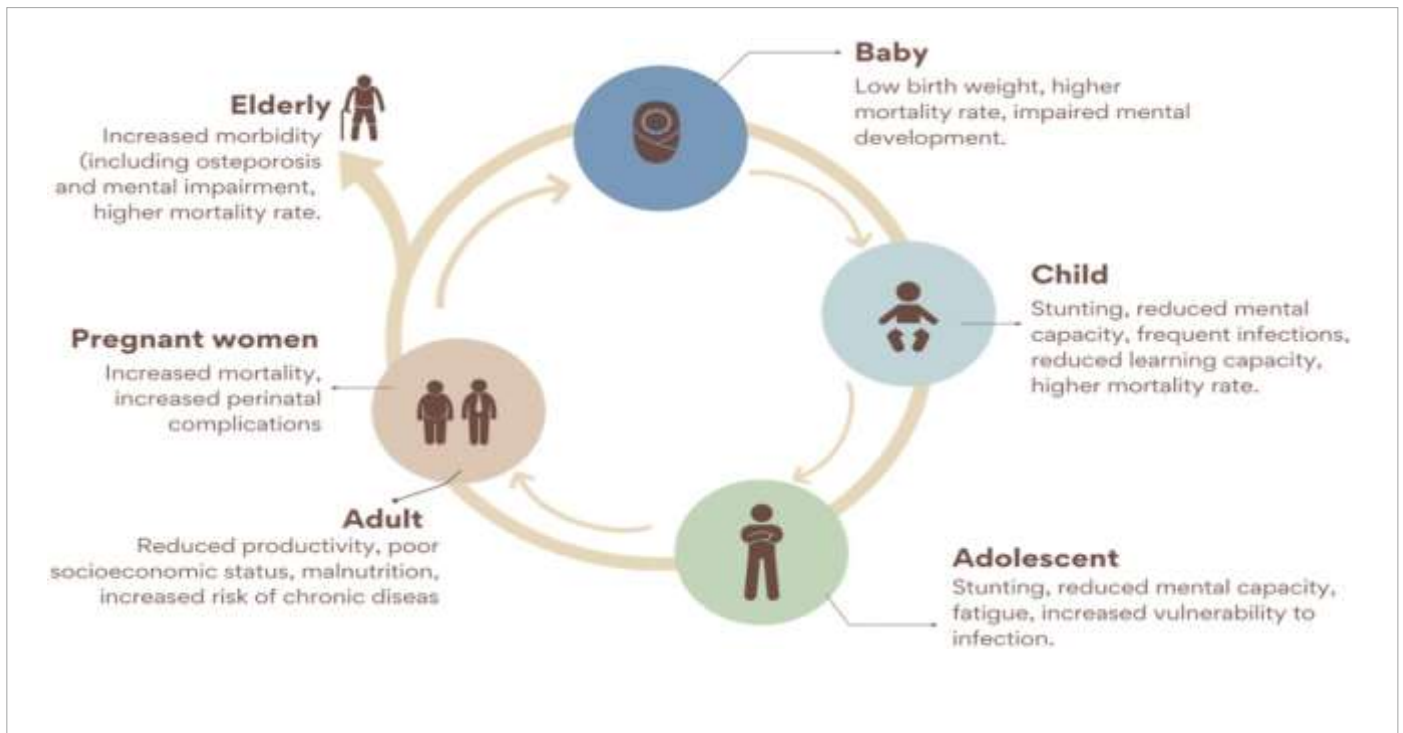 Baby
Low birth weight, higher
mortality rate, impaired mental
development.
Child
Stunting, reduced mental
capacity, frequent infections,
reduced learning capacity,
higher mortality rate.
Adolescent
Stunting, reduced mental capacity,
fatigue, increased vulnerability to
infection.
Adult
Reduced productivity, poor
socioeconomic status, malnutrition,
increased risk of chronic diseas
Pregnant women
Increased mortality,
increased perinatal
complications
Elderly
Increased morbidity
(including osteporosis
and mental impairment,
higher mortality rate.